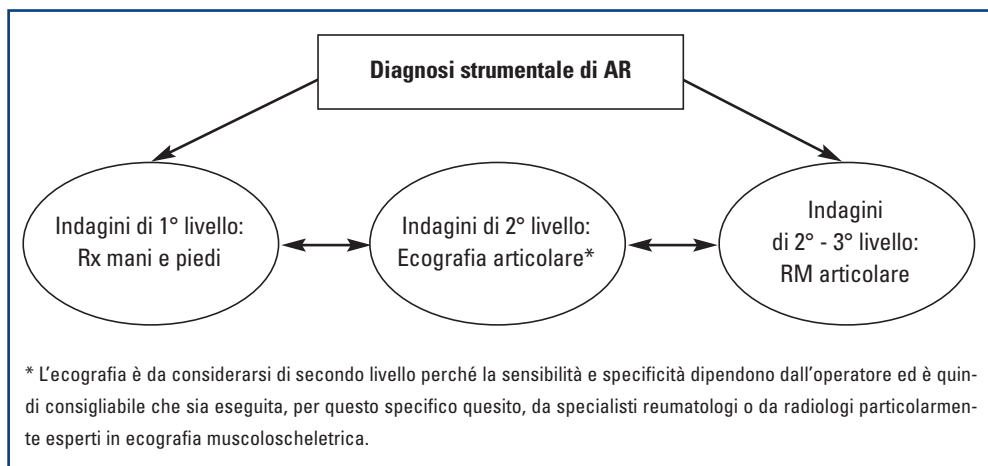 Diagnosi strumentale di AR
Indagini di 1° livello:
Rx mani e piedi
Indagini di 2° livello:
Ecografia articolare*
Indagini
di 2° - 3° livello:
RM articolare
* L'ecografia è da considerarsi di secondo livello perché la sensibilità e specificità dipendono dall'operatore ed è quin-
di consigliabile che sia eseguita, per questo specifico quesito, da specialisti reumatologi o da radiologi particolarmen-
te esperti in ecografia muscoloscheletrica.